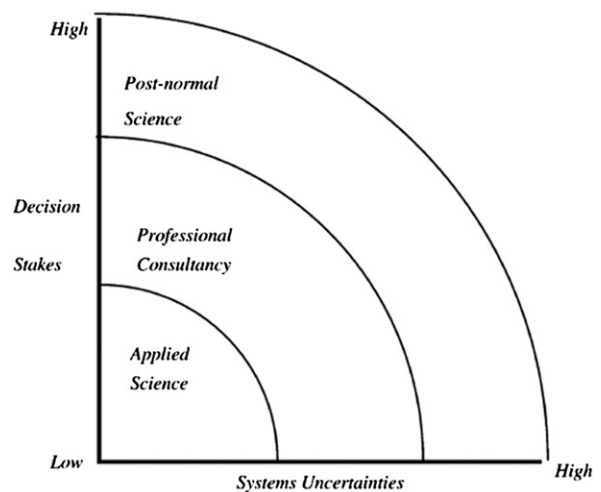 High
Post-normal
Science
Decision
Professional
Stakes
Consultancy
Applied
Science
Low
High
Systems Uncertainties